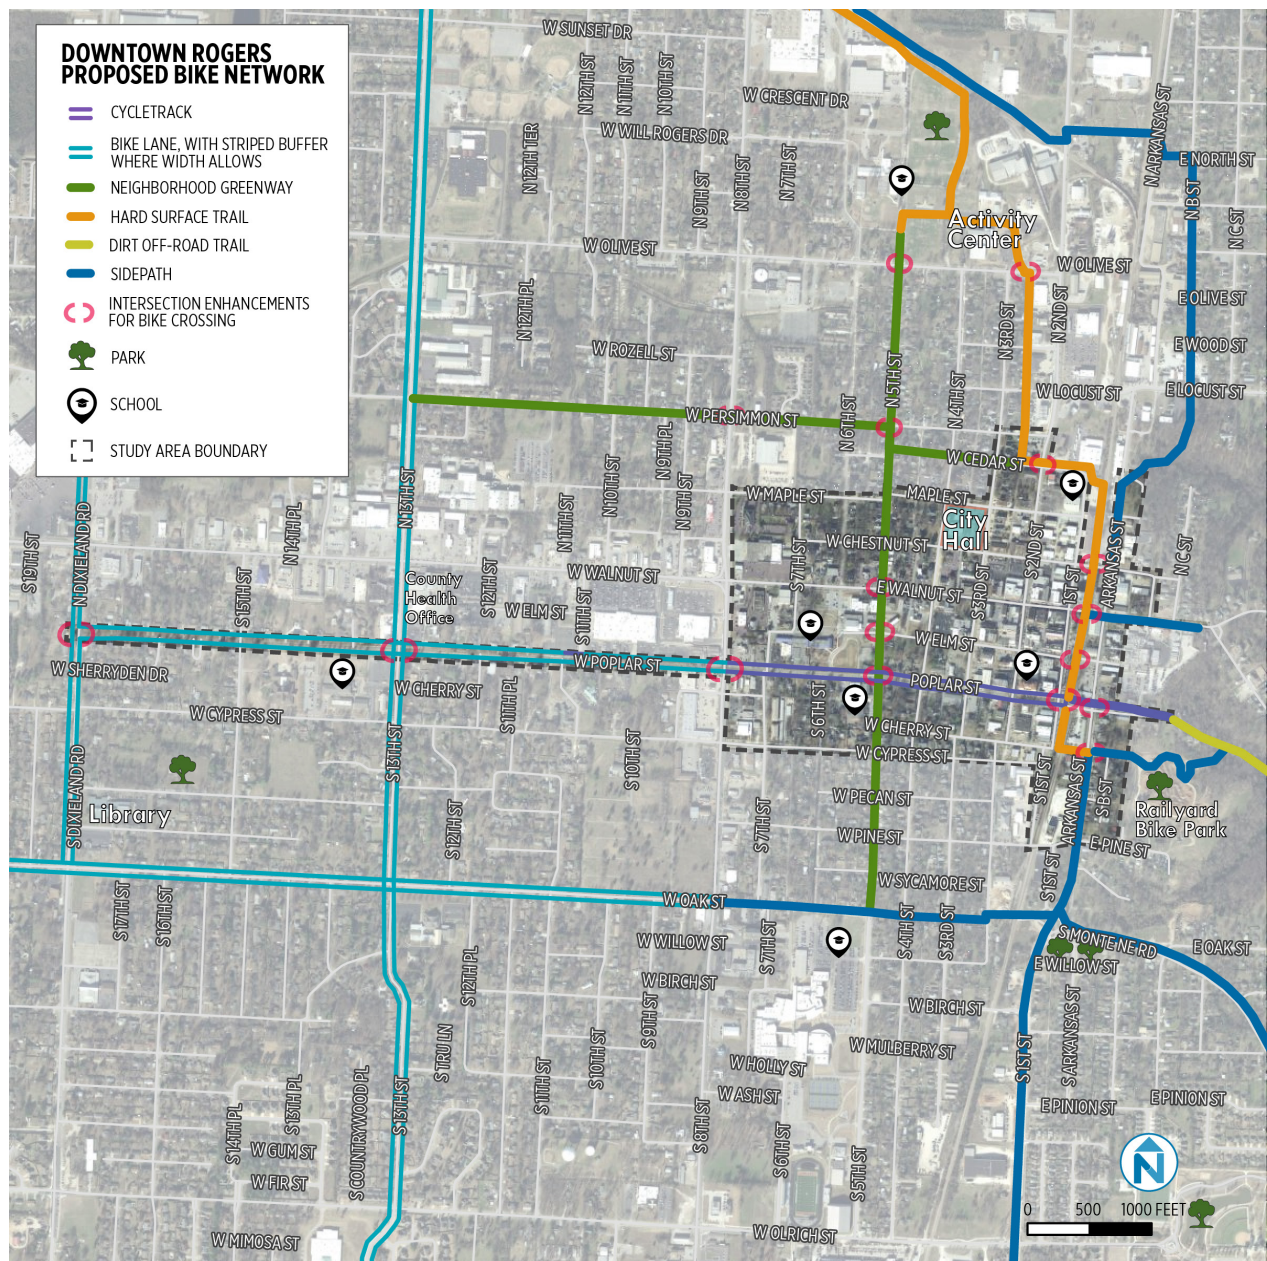 DOWNTOWN ROGERS
PROPOSED BIKE NETWORK
CYCLETRACK
BIKE LANE, WITH STRIPED BUFFER
WHERE WIDTH ALLOWS
NEIGHBORHOOD GREENWAY
HARD SURFACE TRAIL
DIRT OFF-ROAD TRAIL
SIDEPATH
INTERSECTION ENHANCEMENTS
FOR BIKE CROSSING
PARK
SCHOOL
STUDY AREA BOUNDARY
W SUNSET DR
N 12TH ST
N 11TH ST
N 10TH ST
W CRESCENT DR
W WILL ROGERS DR
N 12TH TER
N 9TH ST
N 8TH ST
N 7TH ST
N ARKANSAS ST
E NORTH ST
N B ST
N C ST
Activity
Center
W OLIVE ST
W OLIVE ST
E OLIVE ST
N 12TH PL
N 3RD ST
N 2ND ST
W ROZELL ST
E WOOD ST
N 5TH ST
N 4TH ST
W LOCUST ST
E LOCUST ST
W PERSIMMON ST
N 6TH ST
N 9TH PL
W CEDAR ST
N 13TH ST
N 10TH ST
N 9TH ST
W MAPLE ST
MAPLE ST
City
Hall
N DIXIELAND RD
N 14TH PL
N 11TH ST
W CHESTNUT ST
S 2ND ST
ARKANSAS ST
N C ST
S 19TH ST
S 15TH ST
County
Health
Office
S 12TH ST
W WALNUT ST
S 7TH ST
E WALNUT ST
S 3RD ST
1ST ST
W ELM ST
S 11TH ST
W ELM ST
W POPLAR ST
POPLAR ST
W SHERRYDEN DR
W CHERRY ST
S 11TH PL
S 6TH ST
W CYPRESS ST
W CHERRY ST
W CYPRESS ST
S DIXIELAND RD
S 13TH ST
S 10TH ST
S 1ST ST
ARKANSAS ST
S B ST
Library
S 12TH ST
S 7TH ST
W PECAN ST
W PINE ST
E PINE ST
Railyard
Bike Park
W SYCAMORE ST
S 1ST ST
S 17TH ST
S 16TH ST
W OAK ST
S 4TH ST
S 3RD ST
W WILLOW ST
S 7TH ST
S MONTE NE RD
E OAK ST
E WILLOW ST
S 12TH PL
W BIRCH ST
W BIRCH ST
S 9TH ST
S TRU LN
S 10TH ST
W MULBERRY ST
S 1ST ST
S ARKANSAS ST
W HOLLY ST
W ASH ST
S 11TH ST
E PINION ST
E PINION ST
S 14TH PL
S 13TH PL
S COUNTRYWOOD PL
S 13TH ST
S 8TH ST
S 6TH ST
S 5TH ST
W GUM ST
W FIR ST
W MIMOSA ST
W OLRICH ST
N
0 500 1000 FEET